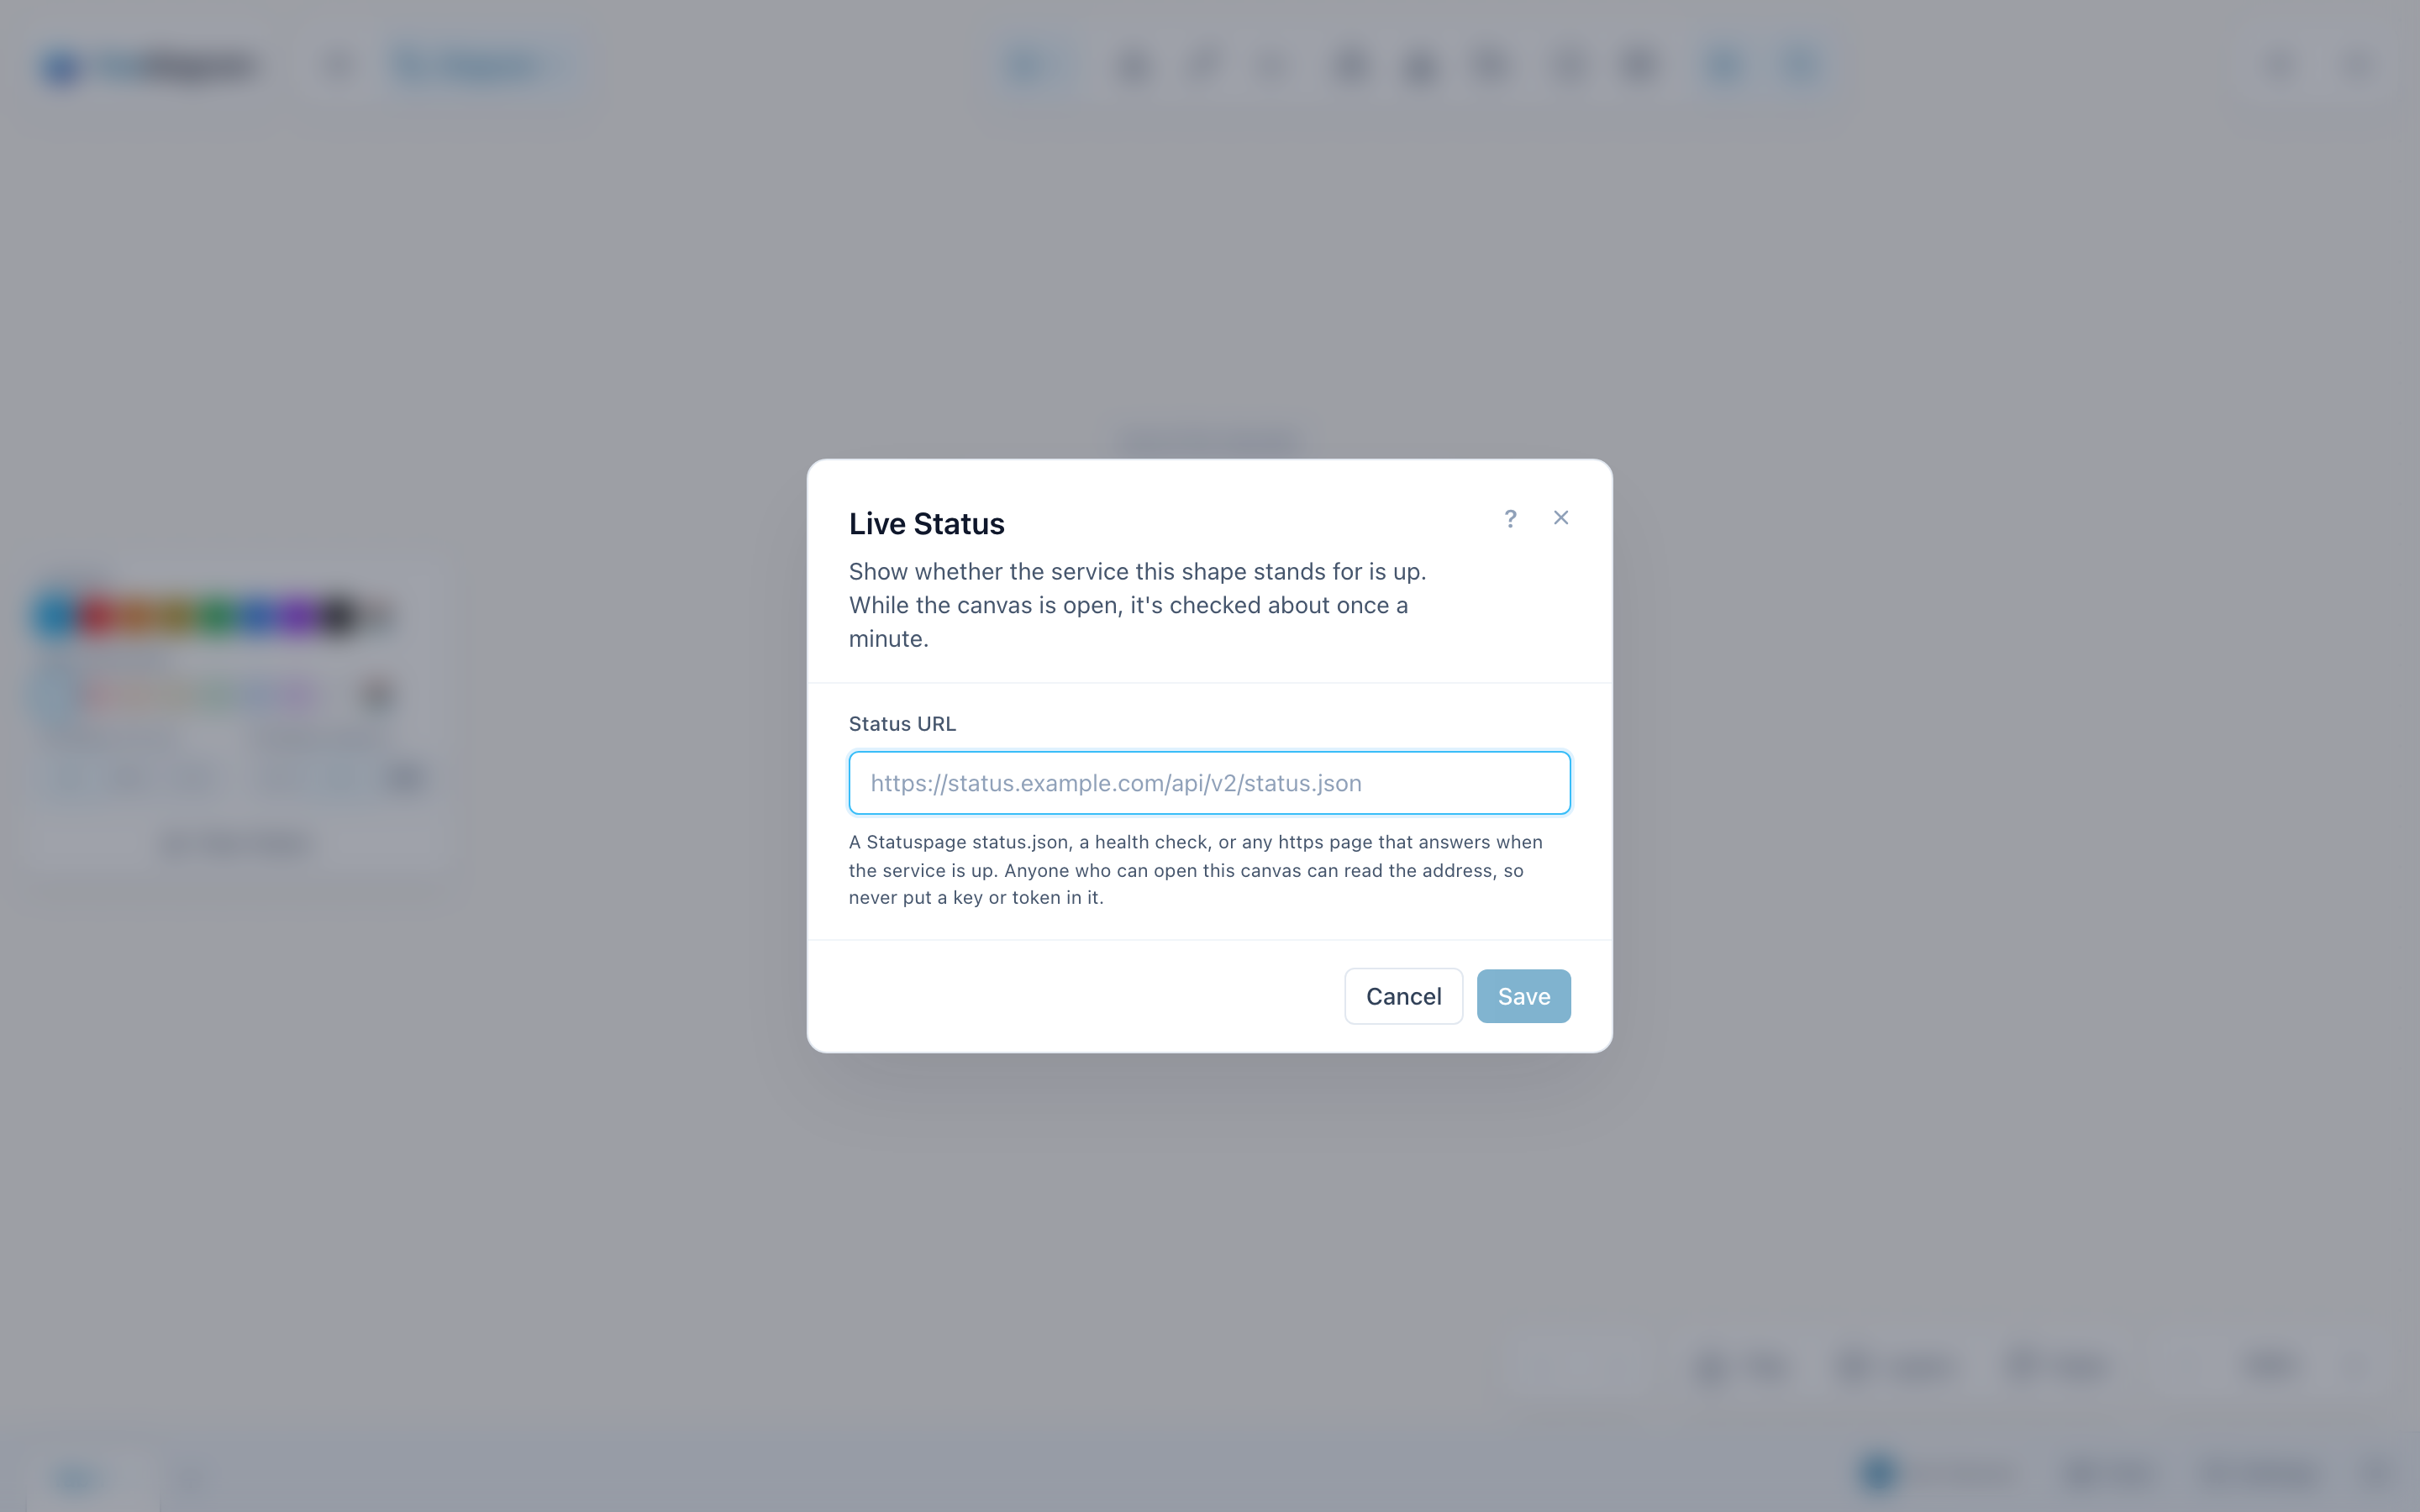 Live Status
?
Show whether the service this shape stands for is up.
While the canvas is open, it's checked about once a
minute.
Status URL
https://status.example.com/api/v2/status.json
A Statuspage status.json, a health check, or any https page that answers when
the service is up. Anyone who can open this canvas can read the address, so
never put a key or token in it.
Cancel
Save